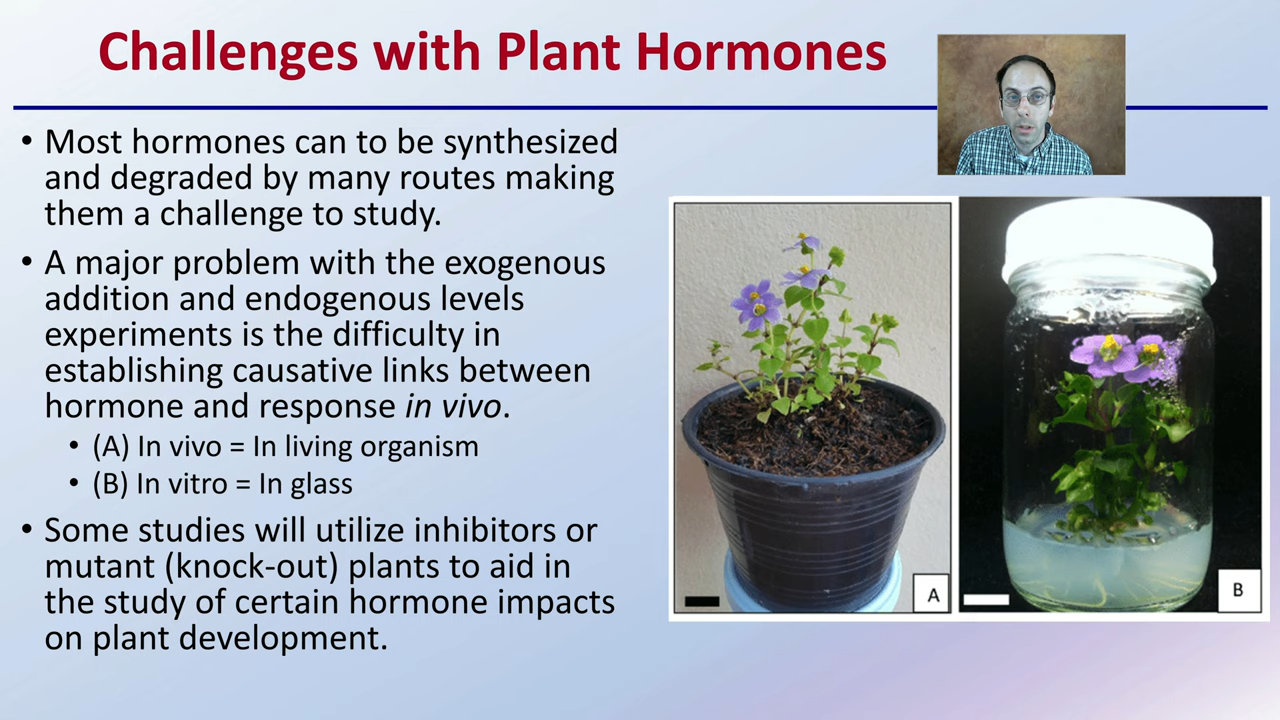 Challenges with Plant Hormones
• Most hormones can to be synthesized
and degraded by many routes making
them a challenge to study.
• A major problem with the exogenous
addition and endogenous levels
experiments is the difficulty in
establishing causative links between
hormone and response in vivo.
• (A) In vivo = In living organism
• (B) In vitro = In glass
• Some studies will utilize inhibitors or
mutant (knock-out) plants to aid in
the study of certain hormone impacts
on plant development.
A
B